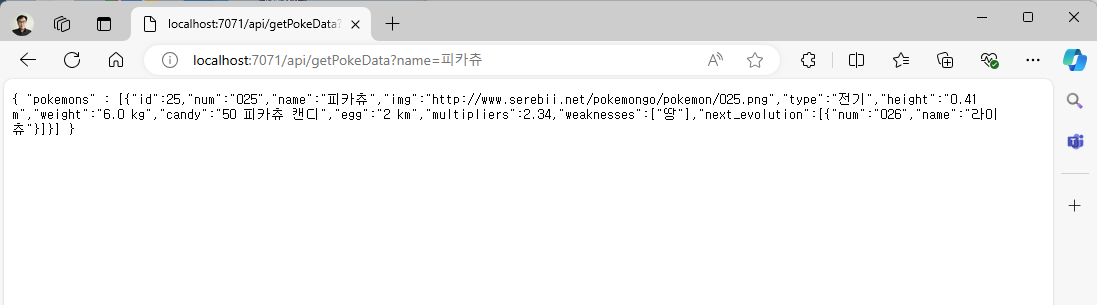 localhost:7071/api/getPokeData?
localhost:7071/api/getPokeData?name=피카츄
{ "pokemons" : [{"id":25,"num":"025","name":"피카츄","img":"http://www.serebii.net/pokemongo/pokemon/025.png","type":"전기","height":"0.41
m","weight":"6.0 kg","candy":"50 피카츄 캔디","egg":"2 km","multipliers":2.34,"weaknesses":["땅"],"next_evolution":[{"num":"026","name":"라이
츄"}]}] }